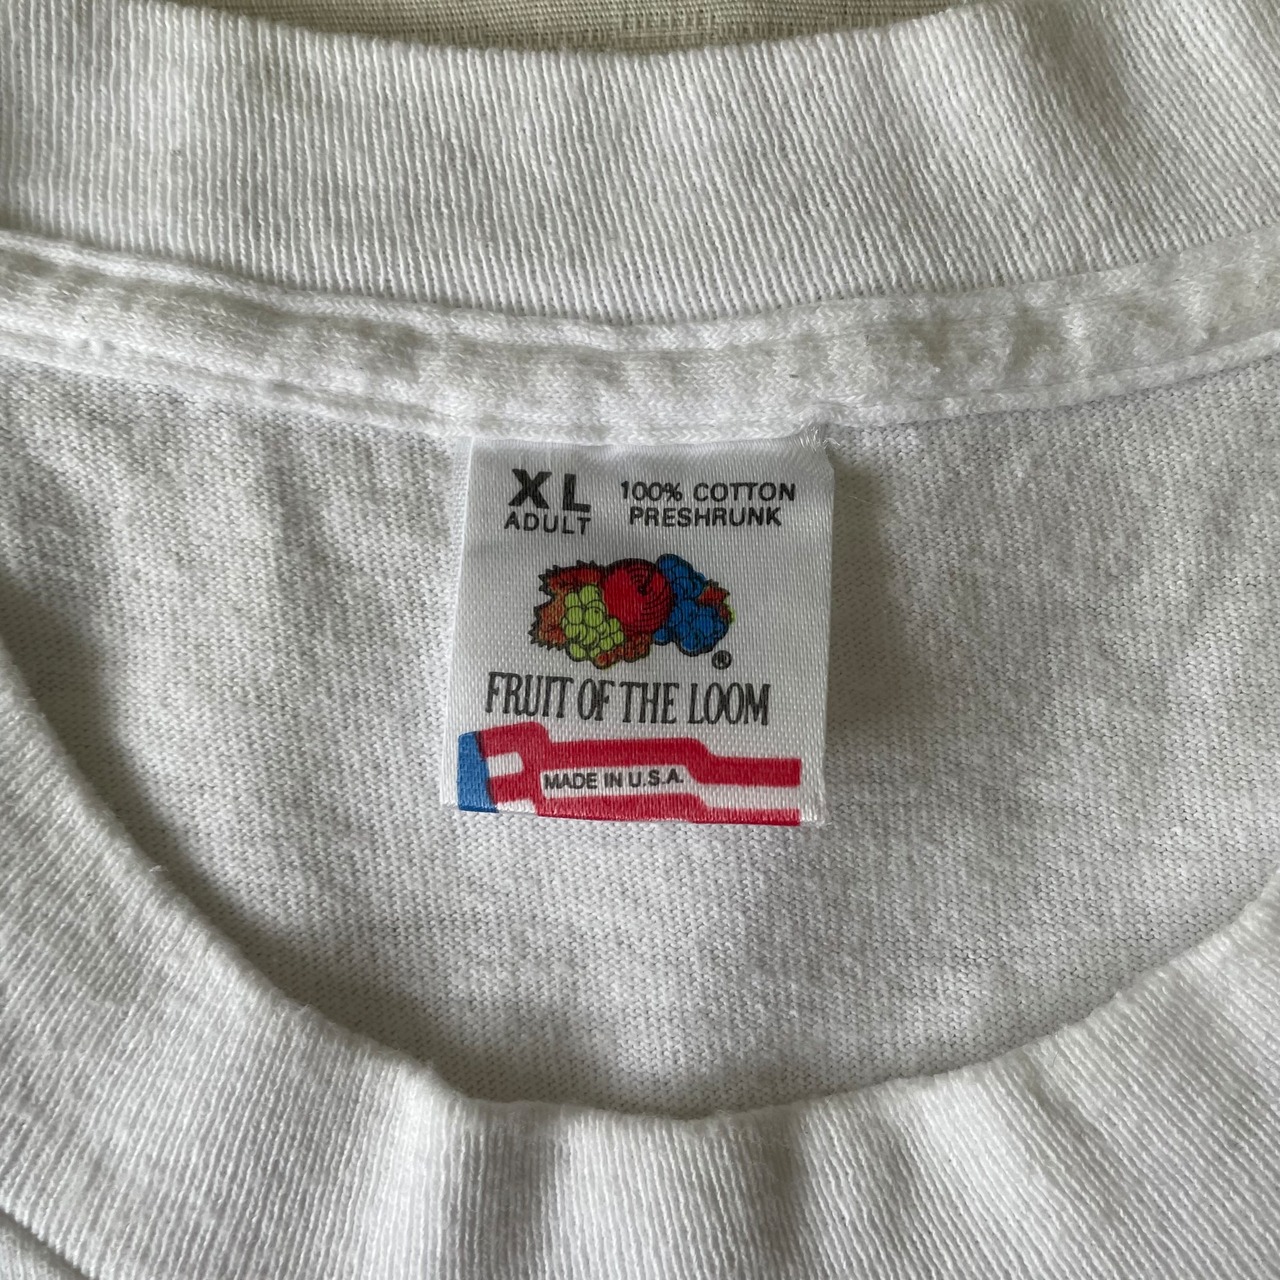 XL
ADULT
100% COTTON
PRESHRUNK
®
FRUIT OF THE LOOM
MADE IN U.S.A.